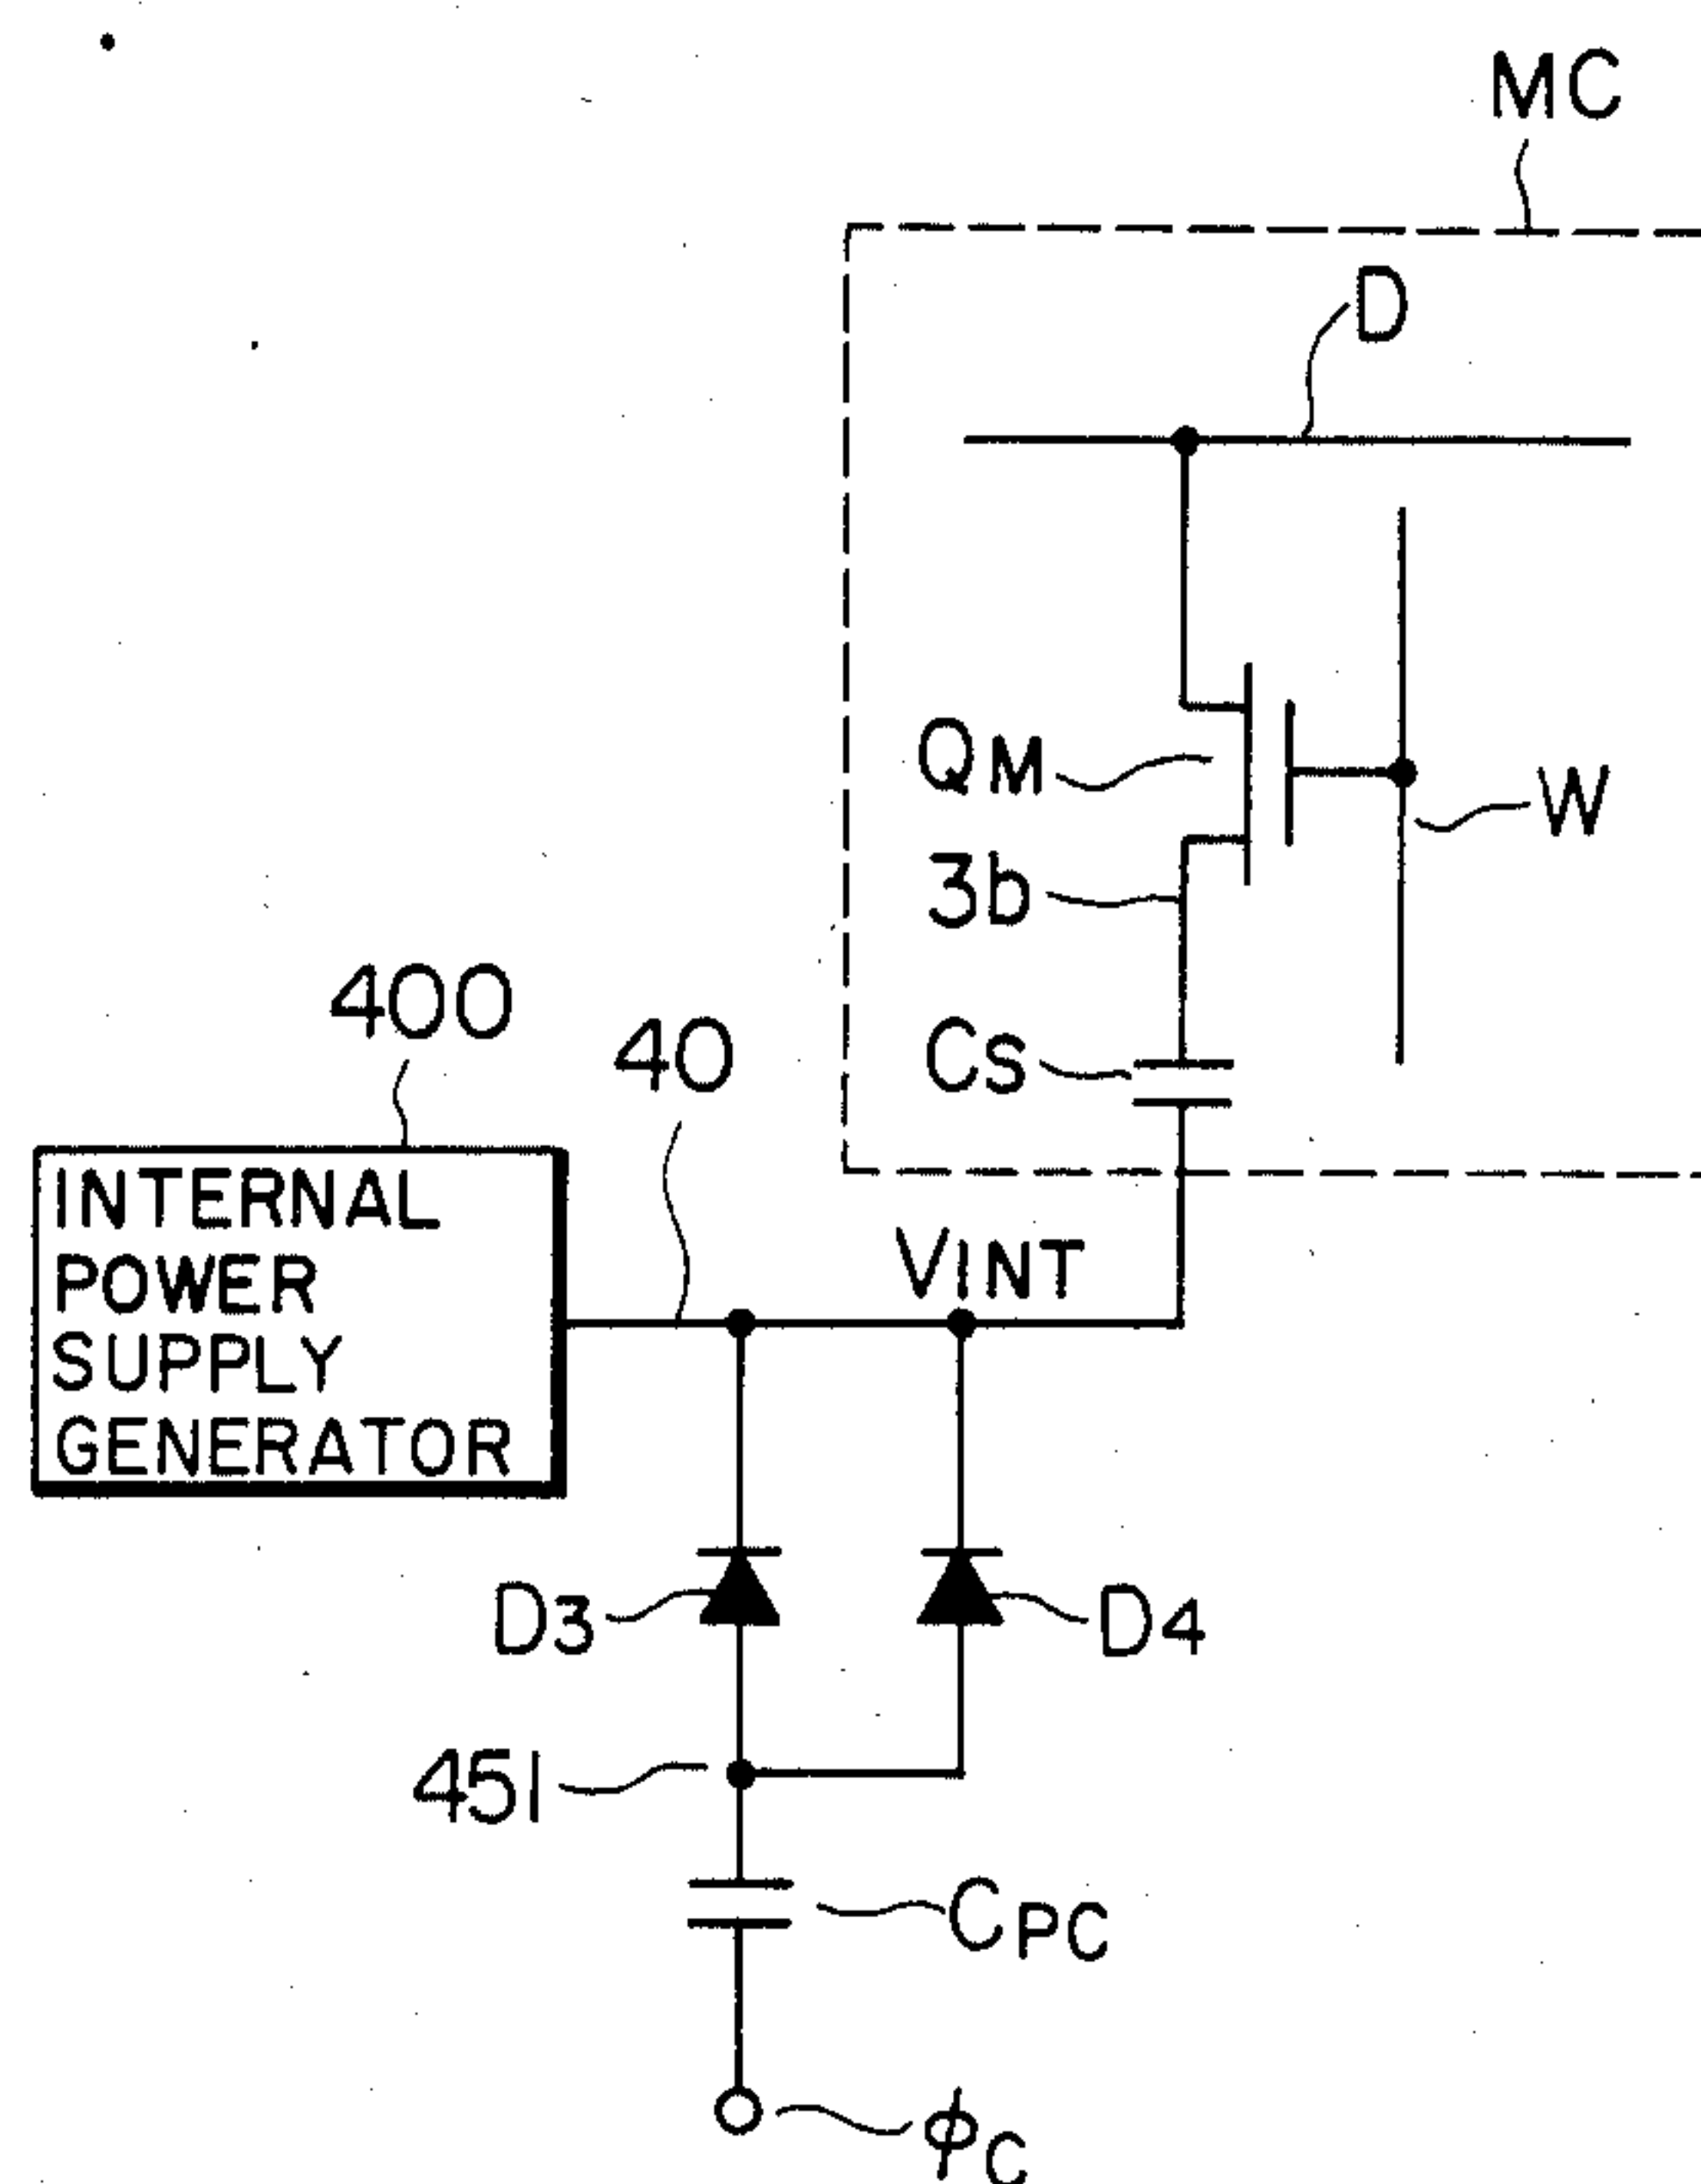 MC
D
QM
W
3b
400
40
CS
INTERNAL
POWER
SUPPLY
GENERATOR
VINT
D3
D4
451
CPC
ϕC